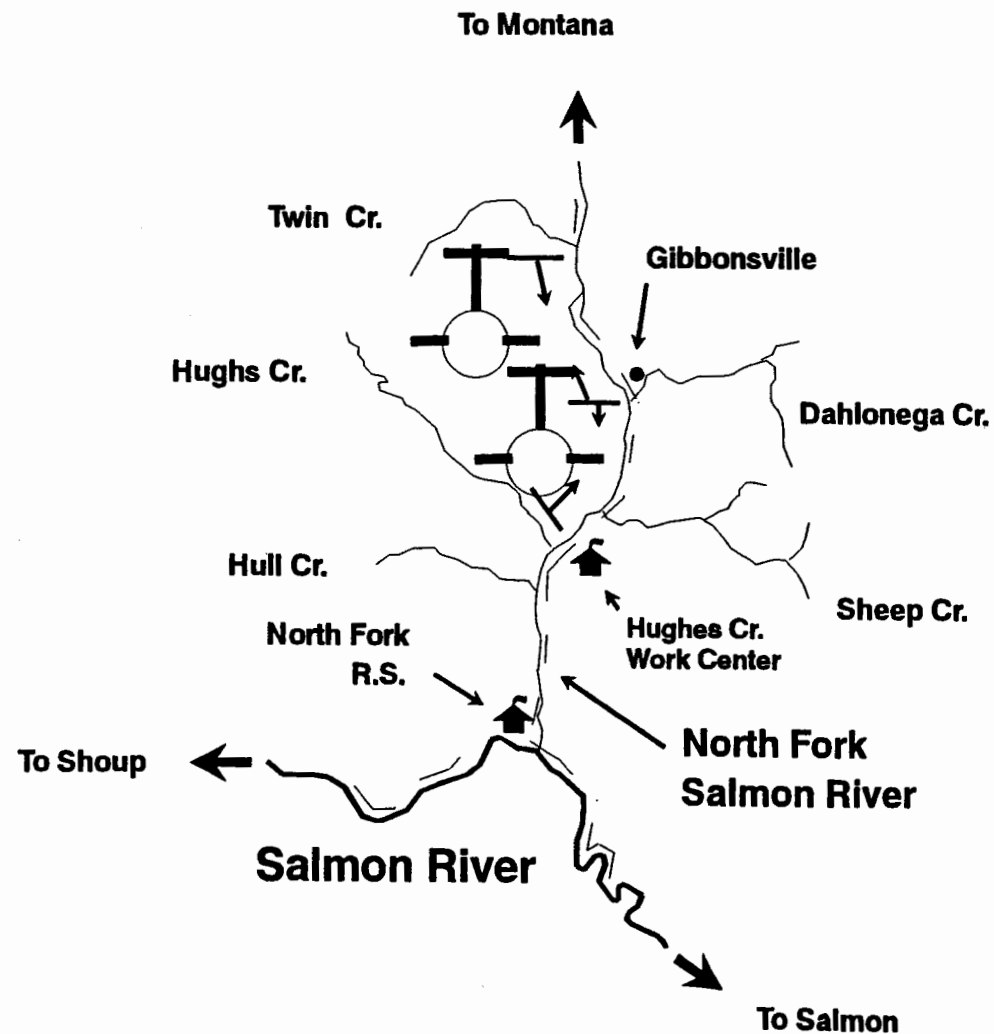 To Montana
Twin Cr.
Gibbonsville
Hughs Cr.
Dahlonega Cr.
Hull Cr.
Sheep Cr.
North Fork
R.S.
Hughes Cr.
Work Center
To Shoup
North Fork
Salmon River
Salmon River
To Salmon